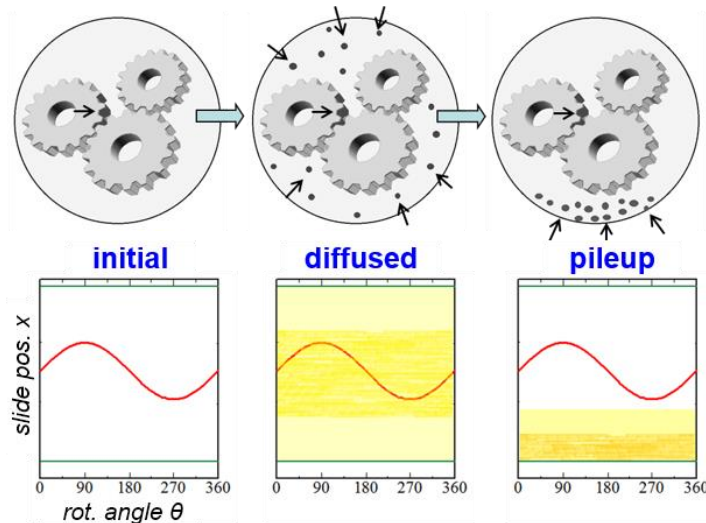 initial
diffused
pileup
slide pos. x
0 90 180 270 360
0 90 180 270 360
0 90 180 270 360
rot. angle θ